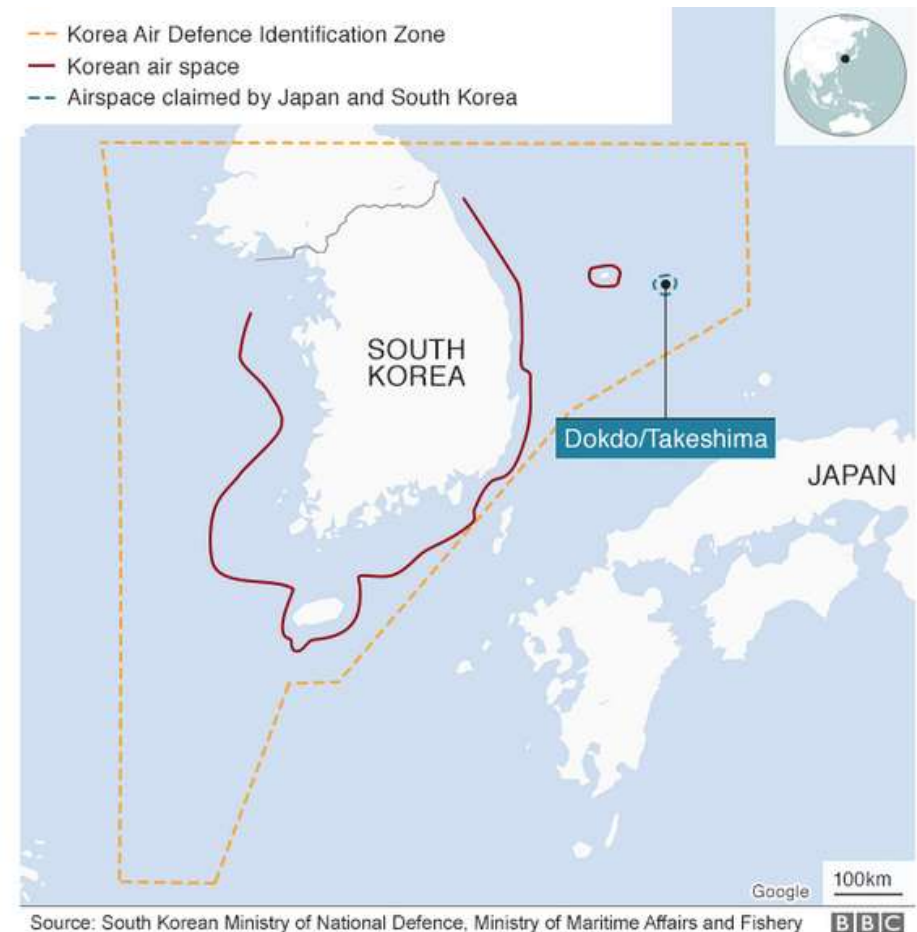 Korea Air Defence Identification Zone
Korean air space
Airspace claimed by Japan and South Korea
SOUTH
KOREA
Dokdo/Takeshima
JAPAN
Google
100km
Source: South Korean Ministry of National Defence, Ministry of Maritime Affairs and Fishery
BBC